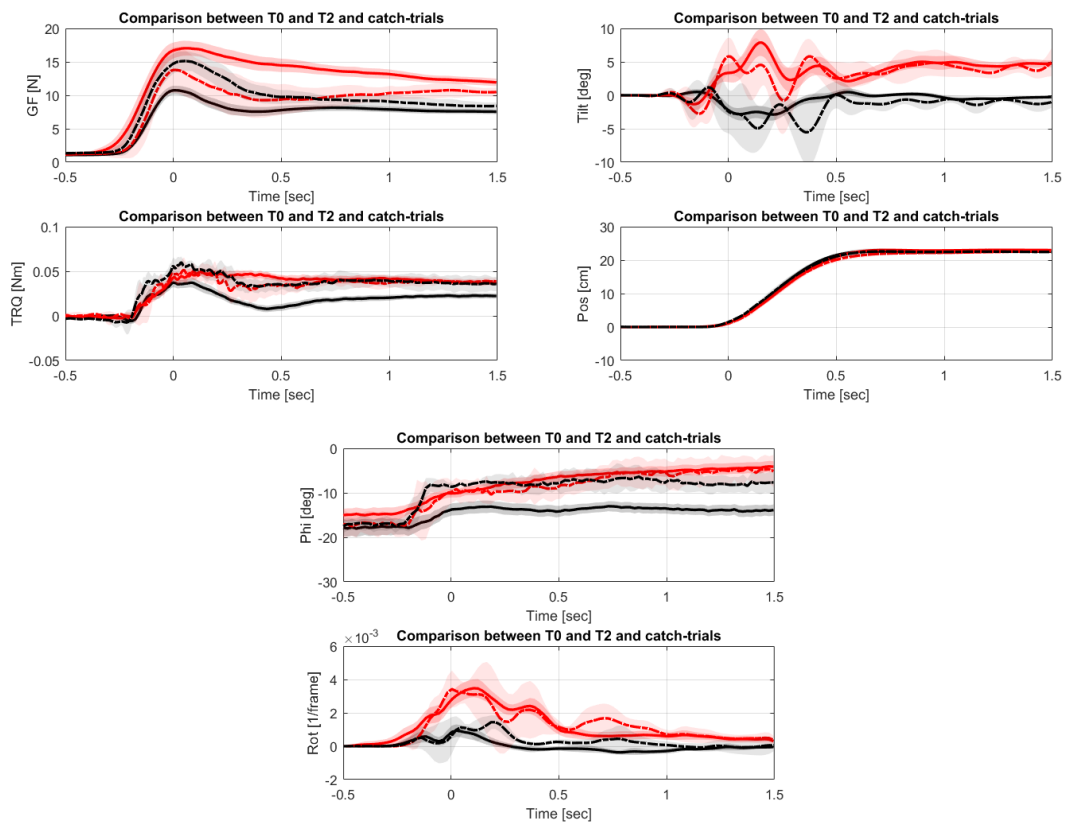 Comparison between T0 and T2 and catch-trials
20
15
10
5
0
GF [N]
-0.5 0 0.5 1 1.5
Time [sec]
Comparison between T0 and T2 and catch-trials
10
5
0
-5
-10
Tilt [deg]
-0.5 0 0.5 1 1.5
Time [sec]
Comparison between T0 and T2 and catch-trials
0.1
0.05
0
-0.05
TRQ [Nm]
-0.5 0 0.5 1 1.5
Time [sec]
Comparison between T0 and T2 and catch-trials
30
20
10
0
-10
Pos [cm]
-0.5 0 0.5 1 1.5
Time [sec]
Comparison between T0 and T2 and catch-trials
0
-10
-20
-30
Phi [deg]
-0.5 0 0.5 1 1.5
Time [sec]
Comparison between T0 and T2 and catch-trials
×10-3
6
4
2
0
-2
Rot [1/frame]
-0.5 0 0.5 1 1.5
Time [sec]